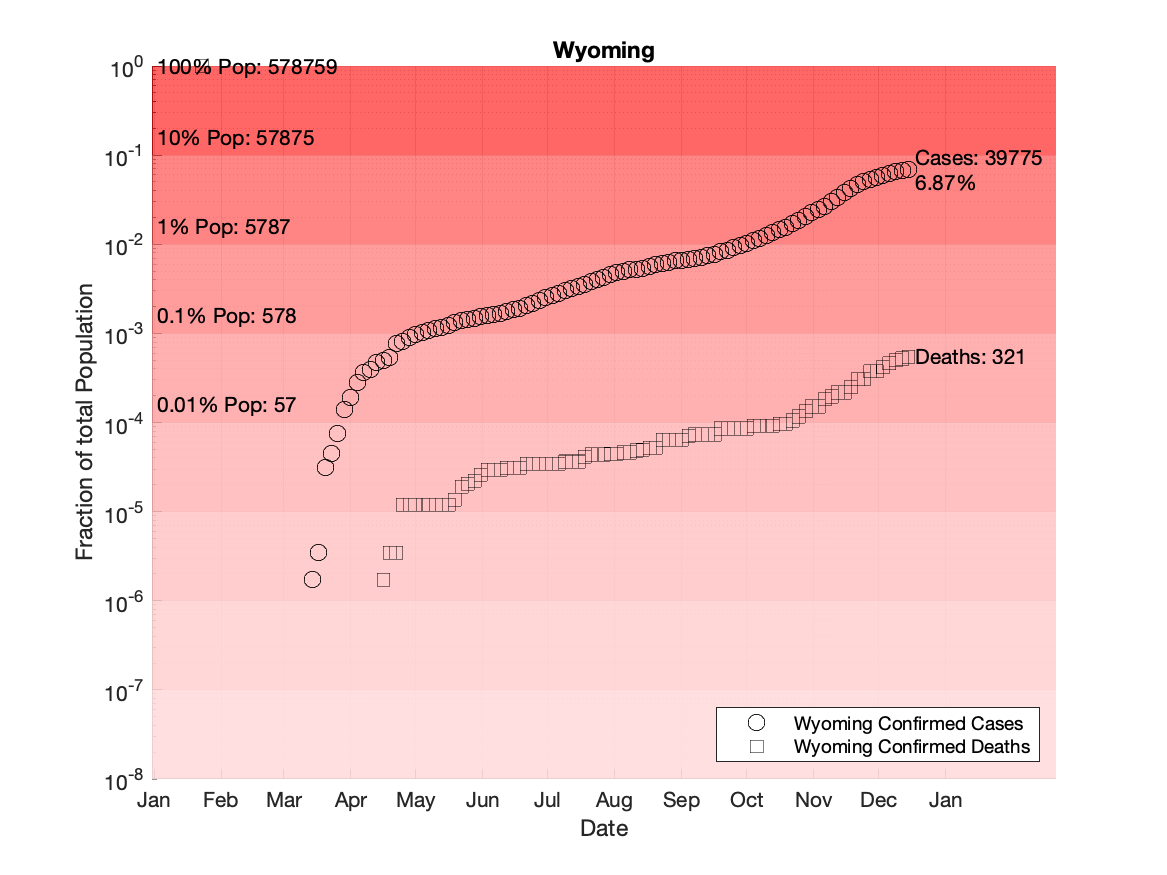 Wyoming
10^0
100% Pop: 578759
10% Pop: 57875
10^-1
Cases: 39775
6.87%
1% Pop: 5787
10^-2
0.1% Pop: 578
10^-3
Deaths: 321
0.01% Pop: 57
10^-4
10^-5
10^-6
10^-7
10^-8
Fraction of total Population
Wyoming Confirmed Cases
Wyoming Confirmed Deaths
Jan Feb Mar Apr May Jun Jul Aug Sep Oct Nov Dec Jan
Date